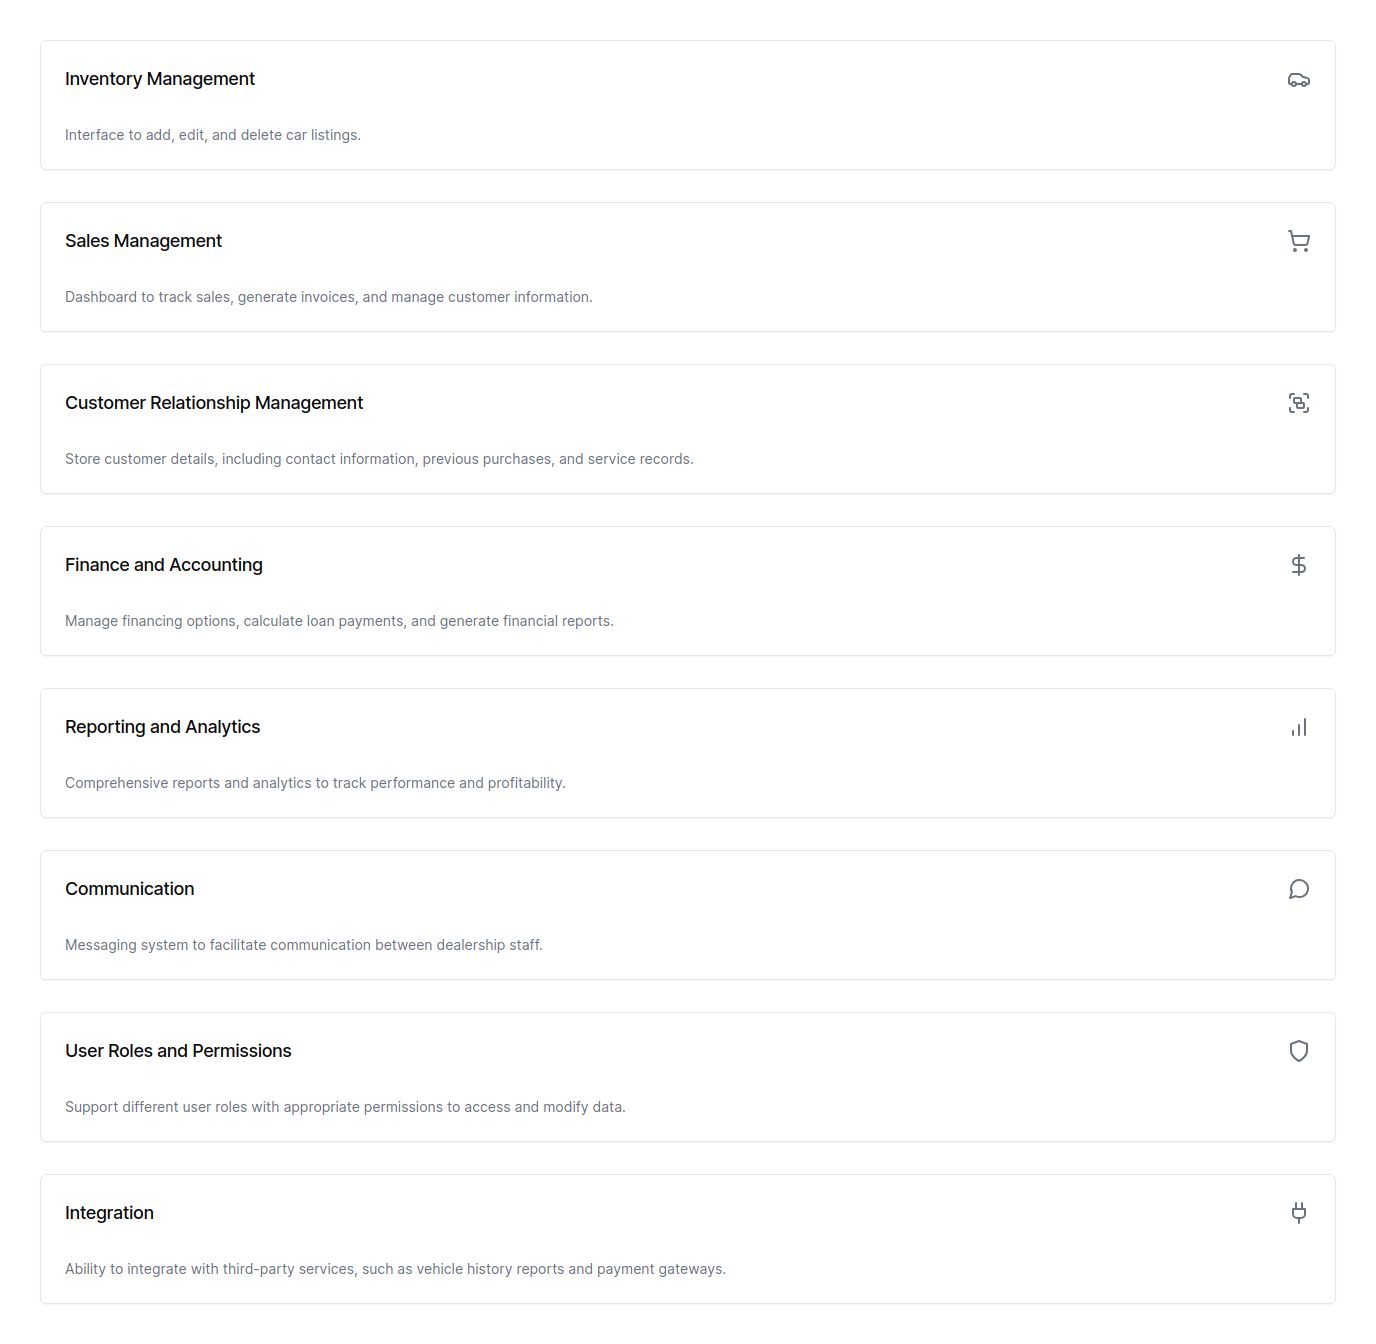 Inventory Management
Interface to add, edit, and delete car listings.
Sales Management
Dashboard to track sales, generate invoices, and manage customer information.
Customer Relationship Management
Store customer details, including contact information, previous purchases, and service records.
Finance and Accounting
Manage financing options, calculate loan payments, and generate financial reports.
Reporting and Analytics
Comprehensive reports and analytics to track performance and profitability.
Communication
Messaging system to facilitate communication between dealership staff.
User Roles and Permissions
Support different user roles with appropriate permissions to access and modify data.
Integration
Ability to integrate with third-party services, such as vehicle history reports and payment gateways.